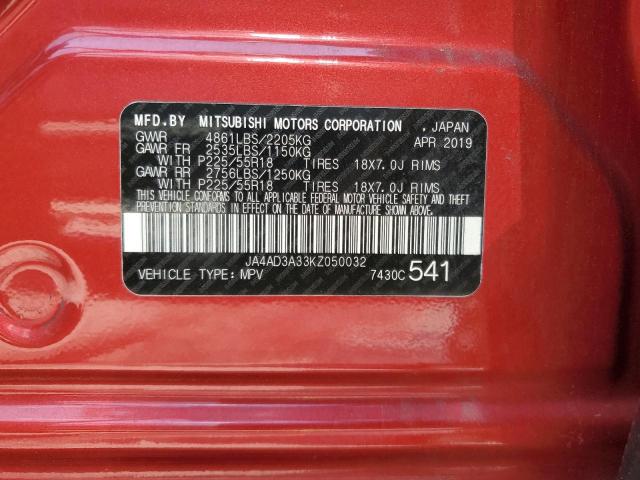 MFD.BY MITSUBISHI MOTORS CORPORATION . JAPAN
GVWR 4861LBS/2205KG APR 2019
GAWR FR 2535LBS/1150KG
WITH P225/55R18 TIRES 18X7.0J RIMS
GAWR RR 2756LBS/1250KG
WITH P225/55R18 TIRES 18X7.0J RIMS
THIS VEHICLE CONFORMS TO ALL APPLICABLE FEDERAL MOTOR VEHICLE SAFETY AND THEFT
PREVENTION STANDARDS IN EFFECT ON THE DATE OF MANUFACTURE SHOWN ABOVE.
JA4AD3A33KZ050032
VEHICLE TYPE: MPV 7430C 541